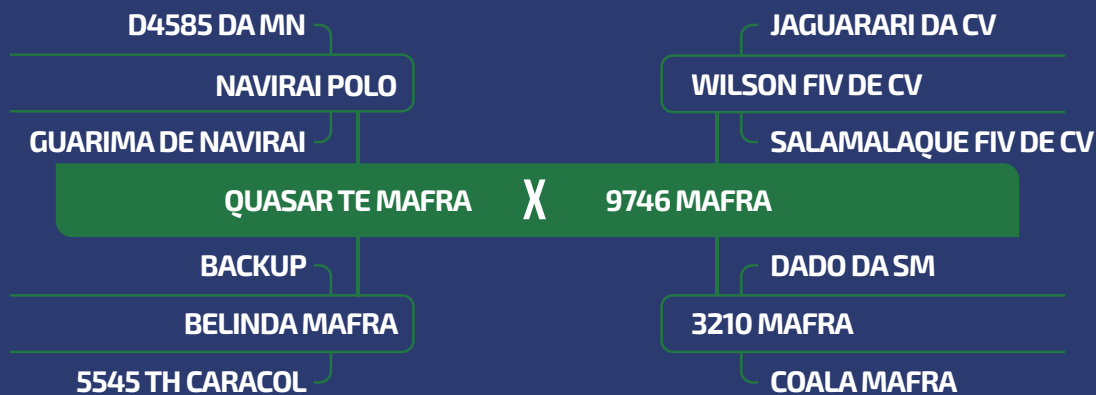 D4585 DA MN
JAGUARARI DA CV
NAVIRAI POLO
WILSON FIV DE CV
GUARIMA DE NAVIRAI
SALAMALAQUE FIV DE CV
QUASAR TE MAFRA X 9746 MAFRA
BACKUP
DADO DA SM
BELINDA MAFRA
3210 MAFRA
5545 TH CARACOL
COALA MAFRA